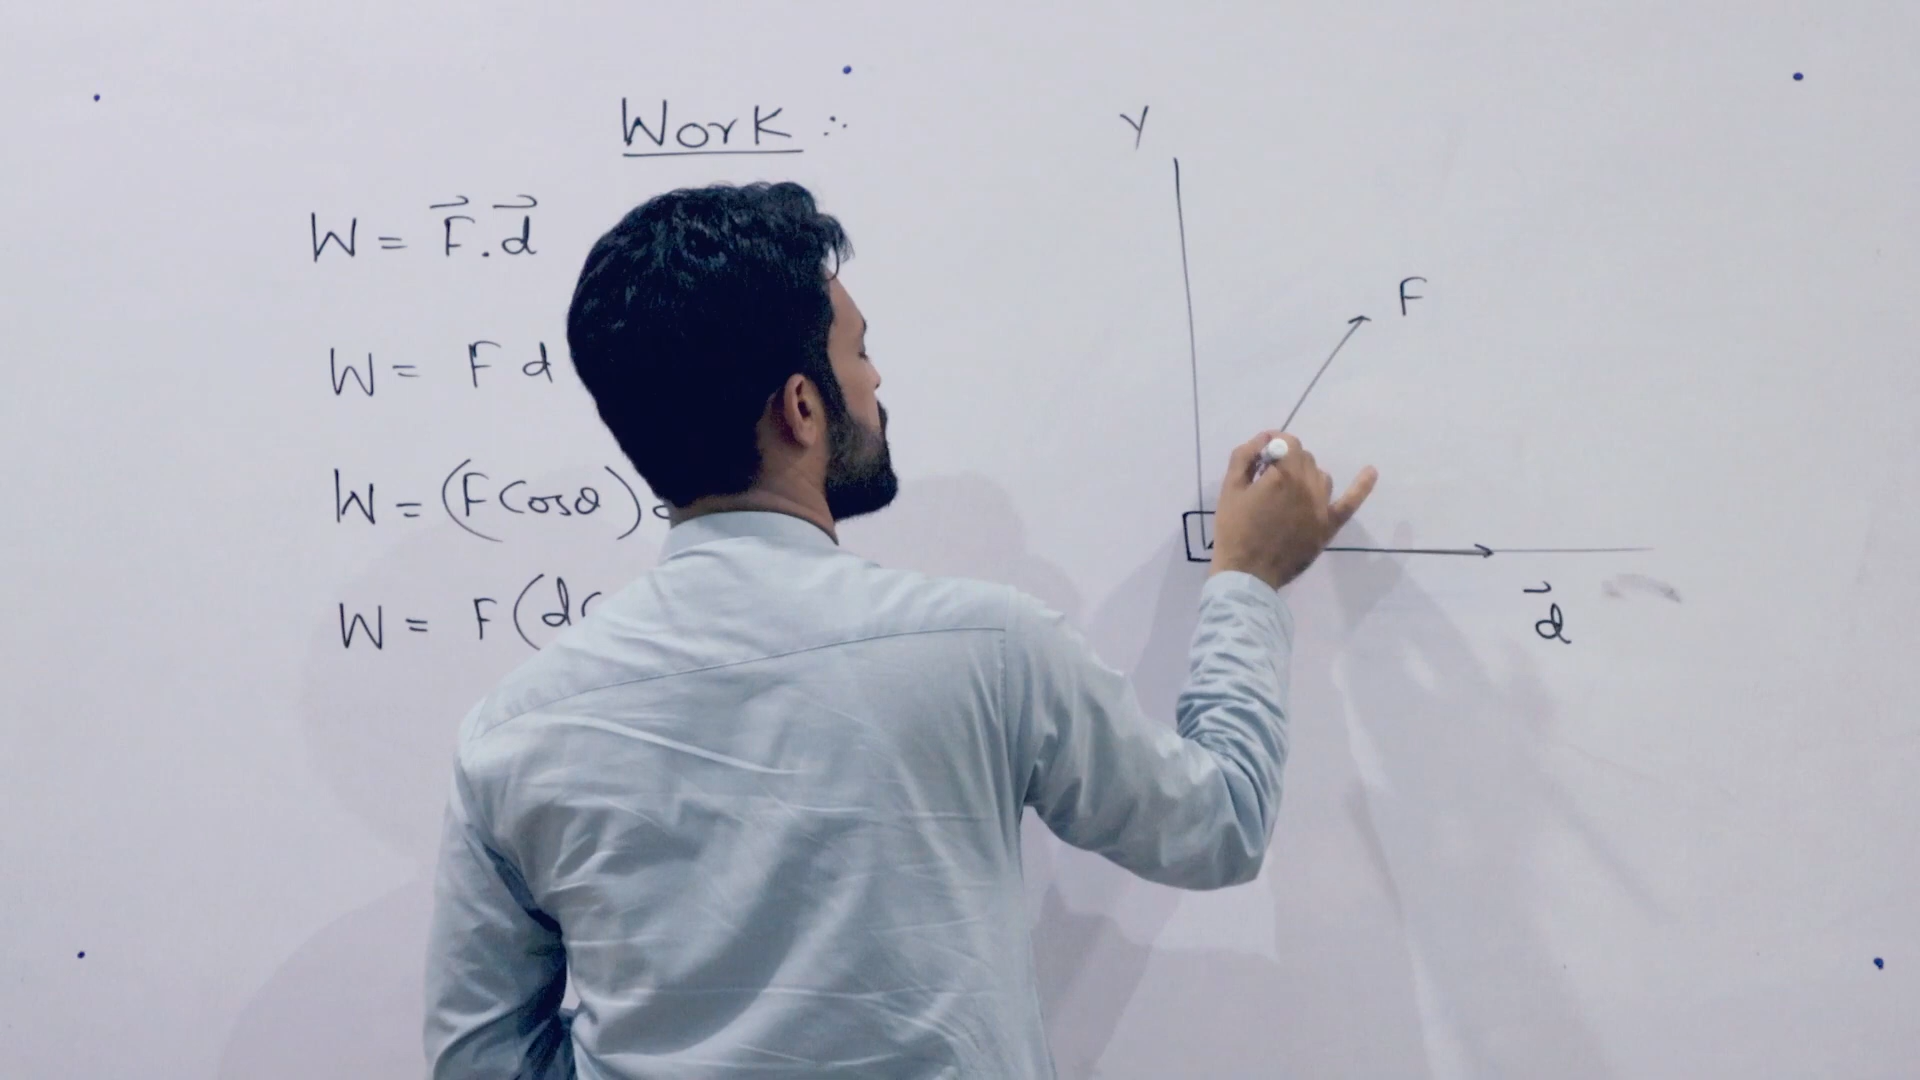 Work :
W = F⃗.d⃗
W = F d
W = (F Cosθ)
W = F (d
Y
F
d⃗